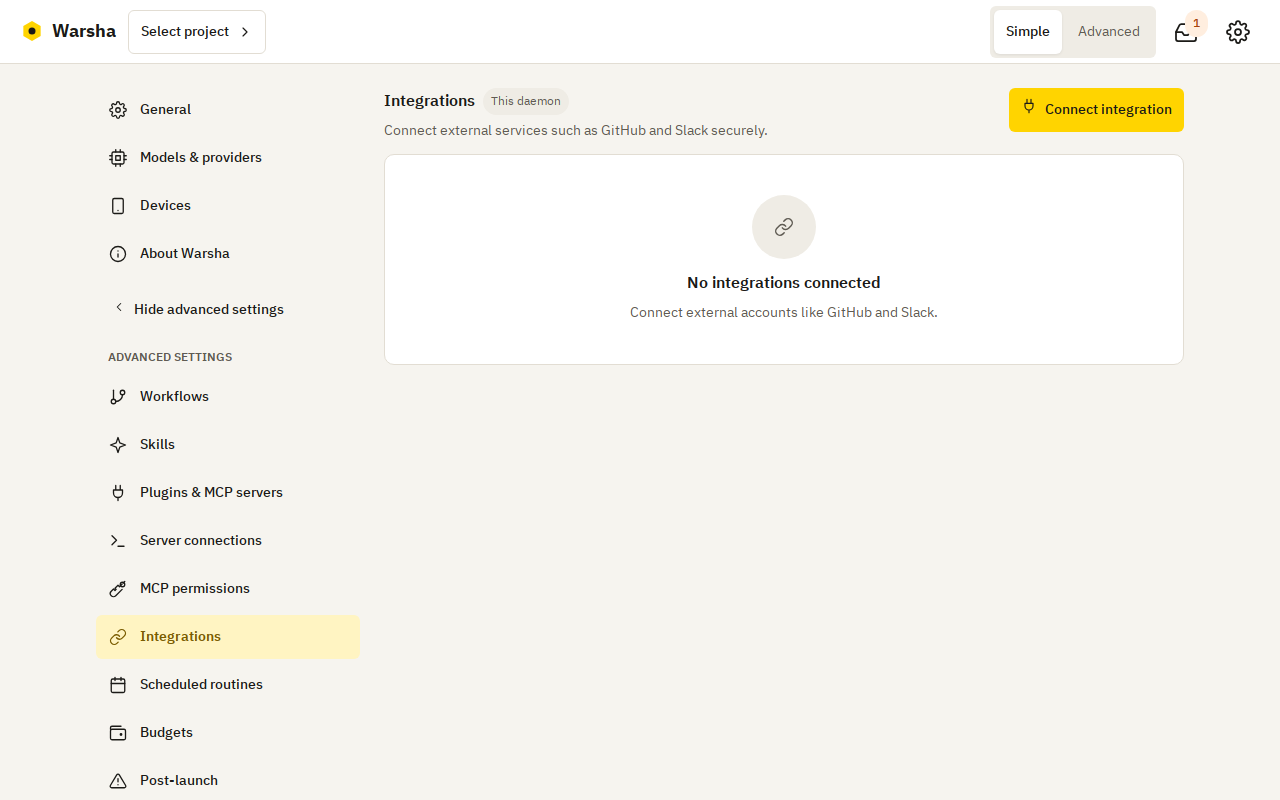 Warsha
Select project
Simple
Advanced
1
General
Models & providers
Devices
About Warsha
Hide advanced settings
ADVANCED SETTINGS
Workflows
Skills
Plugins & MCP servers
Server connections
MCP permissions
Integrations
Scheduled routines
Budgets
Post-launch
Integrations
This daemon
Connect external services such as GitHub and Slack securely.
Connect integration
No integrations connected
Connect external accounts like GitHub and Slack.